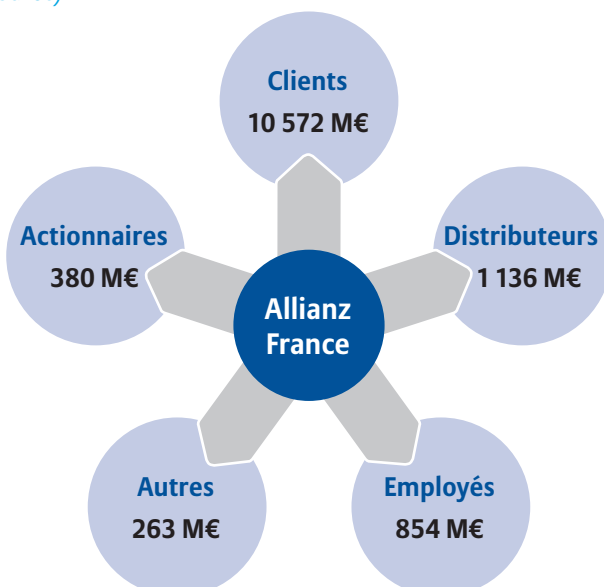 Clients
10 572 M€
Actionnaires
380 M€
Distributeurs
1 136 M€
Allianz
France
Autres
263 M€
Employés
854 M€